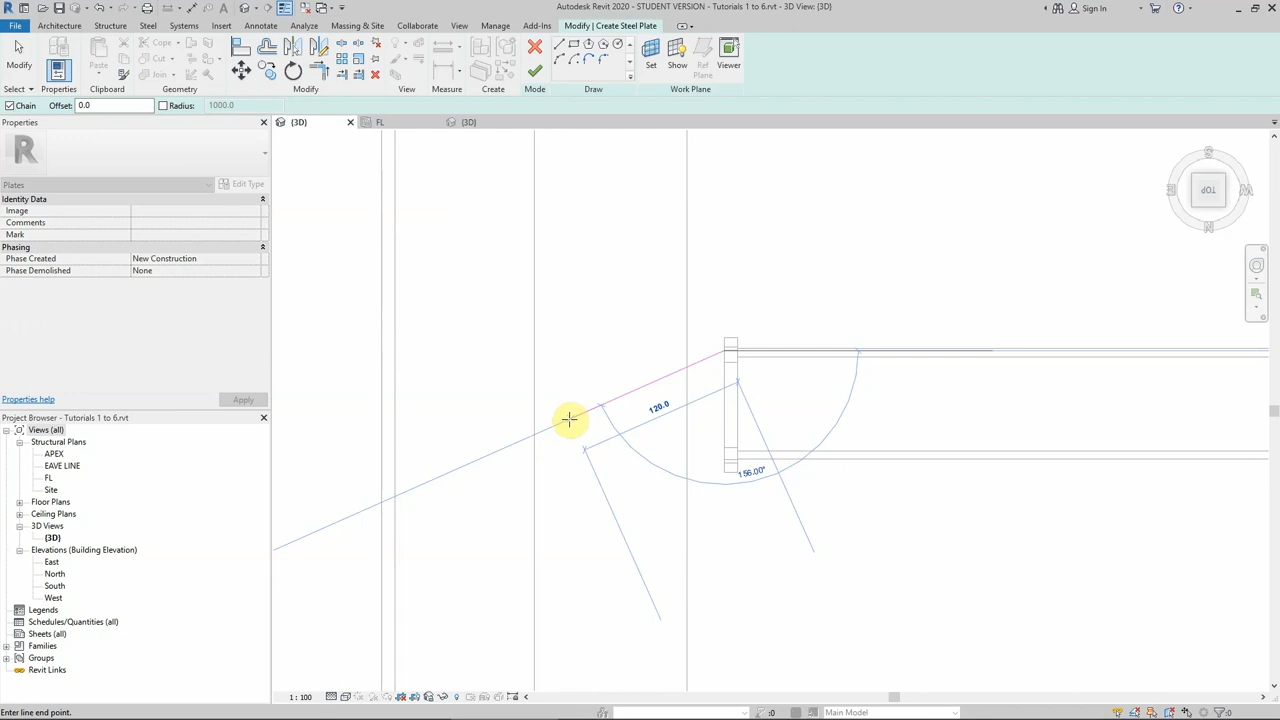 Autodesk Revit 2020 - STUDENT VERSION - Tutorials 1 to 6.rvt - 3D View: {3D}
Sign In
File Architecture Structure Steel Systems Insert Annotate Analyze Massing & Site Collaborate View Manage Add-Ins Modify | Create Steel Plate
Modify Paste Cope Cut Join Set Show Ref Plane Viewer
Select Properties Clipboard Geometry Modify View Measure Create Mode Draw Work Plane
Chain Offset: 0.0 Radius: 1000.0
Properties
{3D} FL {3D}
R
Plates Edit Type
Identity Data
Image
Comments
Mark
Phasing
Phase Created New Construction
Phase Demolished None
Properties help Apply
Project Browser - Tutorials 1 to 6.rvt
Views (all)
Structural Plans
APEX
EAVE LINE
FL
Site
Floor Plans
Ceiling Plans
3D Views
{3D}
Elevations (Building Elevation)
East
North
South
West
Legends
Schedules/Quantities (all)
Sheets (all)
Families
Groups
Revit Links
S
E TOP W
N
120.0
156.00°
1 : 100
Enter line end point. :0 Main Model :0